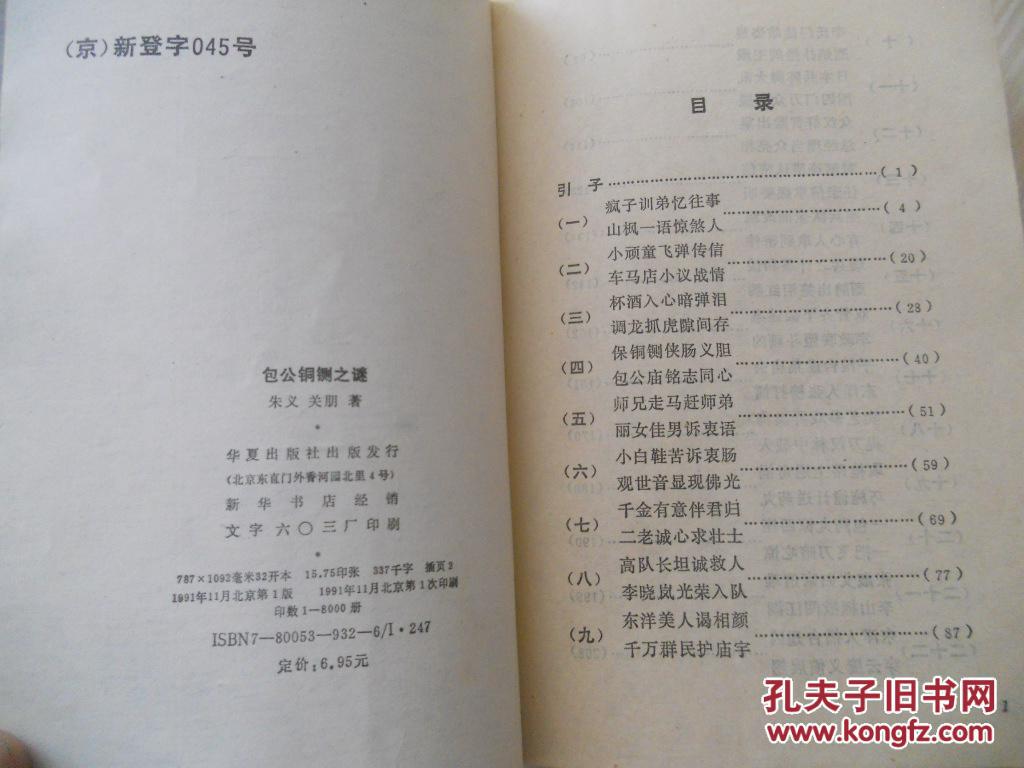 (京)新登字045号
包公铜铡之谜
朱义 关朋 著
华夏出版社出版发行
(北京东直门外香河园北里4号)
新华书店经销
文字六〇三厂印刷
787×1092毫米32开本 15.75印张 337千字 插页2
1991年11月北京第1版 1991年11月北京第1次印刷
印数1—8000册
ISBN7—80053—932—6/I·247
定价:6.95元
目 录
引 子……………………(1)
(一) 疯子训弟忆往事
山枫一语惊煞人……………………(4)
(二) 小顽童飞弹传信
车马店小议战情……………………(20)
(三) 杯酒入心暗弹泪
调龙抓虎隙间存……………………(28)
(四) 保铜铡侠肠义胆
包公庙铭志同心……………………(40)
(五) 师兄走马赶师弟
丽女佳男诉衷语……………………(51)
(六) 小白鞋苦诉衷肠
观世音显现佛光……………………(59)
(七) 千金有意伴君归
二老诚心求壮士……………………(69)
(八) 高队长坦诚救人
李晓岚光荣入队……………………(77)
(九) 东洋美人谒相颜
千万群民护庙宇……………………(87)
1
孔夫子旧书网
www.kongfz.com